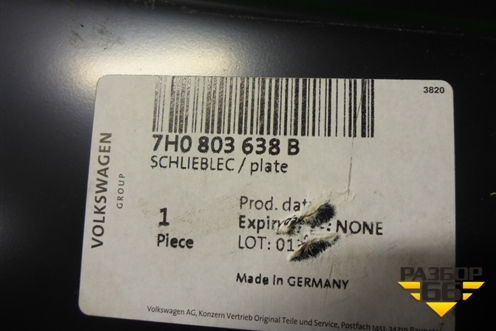 3820
VOLKSWAGEN
GROUP
7H0 803 638 B
SCHLIEBLEC / plate
1
Piece
Prod. dat
: NONE
LOT:
Made in GERMANY
Volkswagen AG, Konzern Vertrieb Original Teile und Service, Postfach
РАЗБОР
66